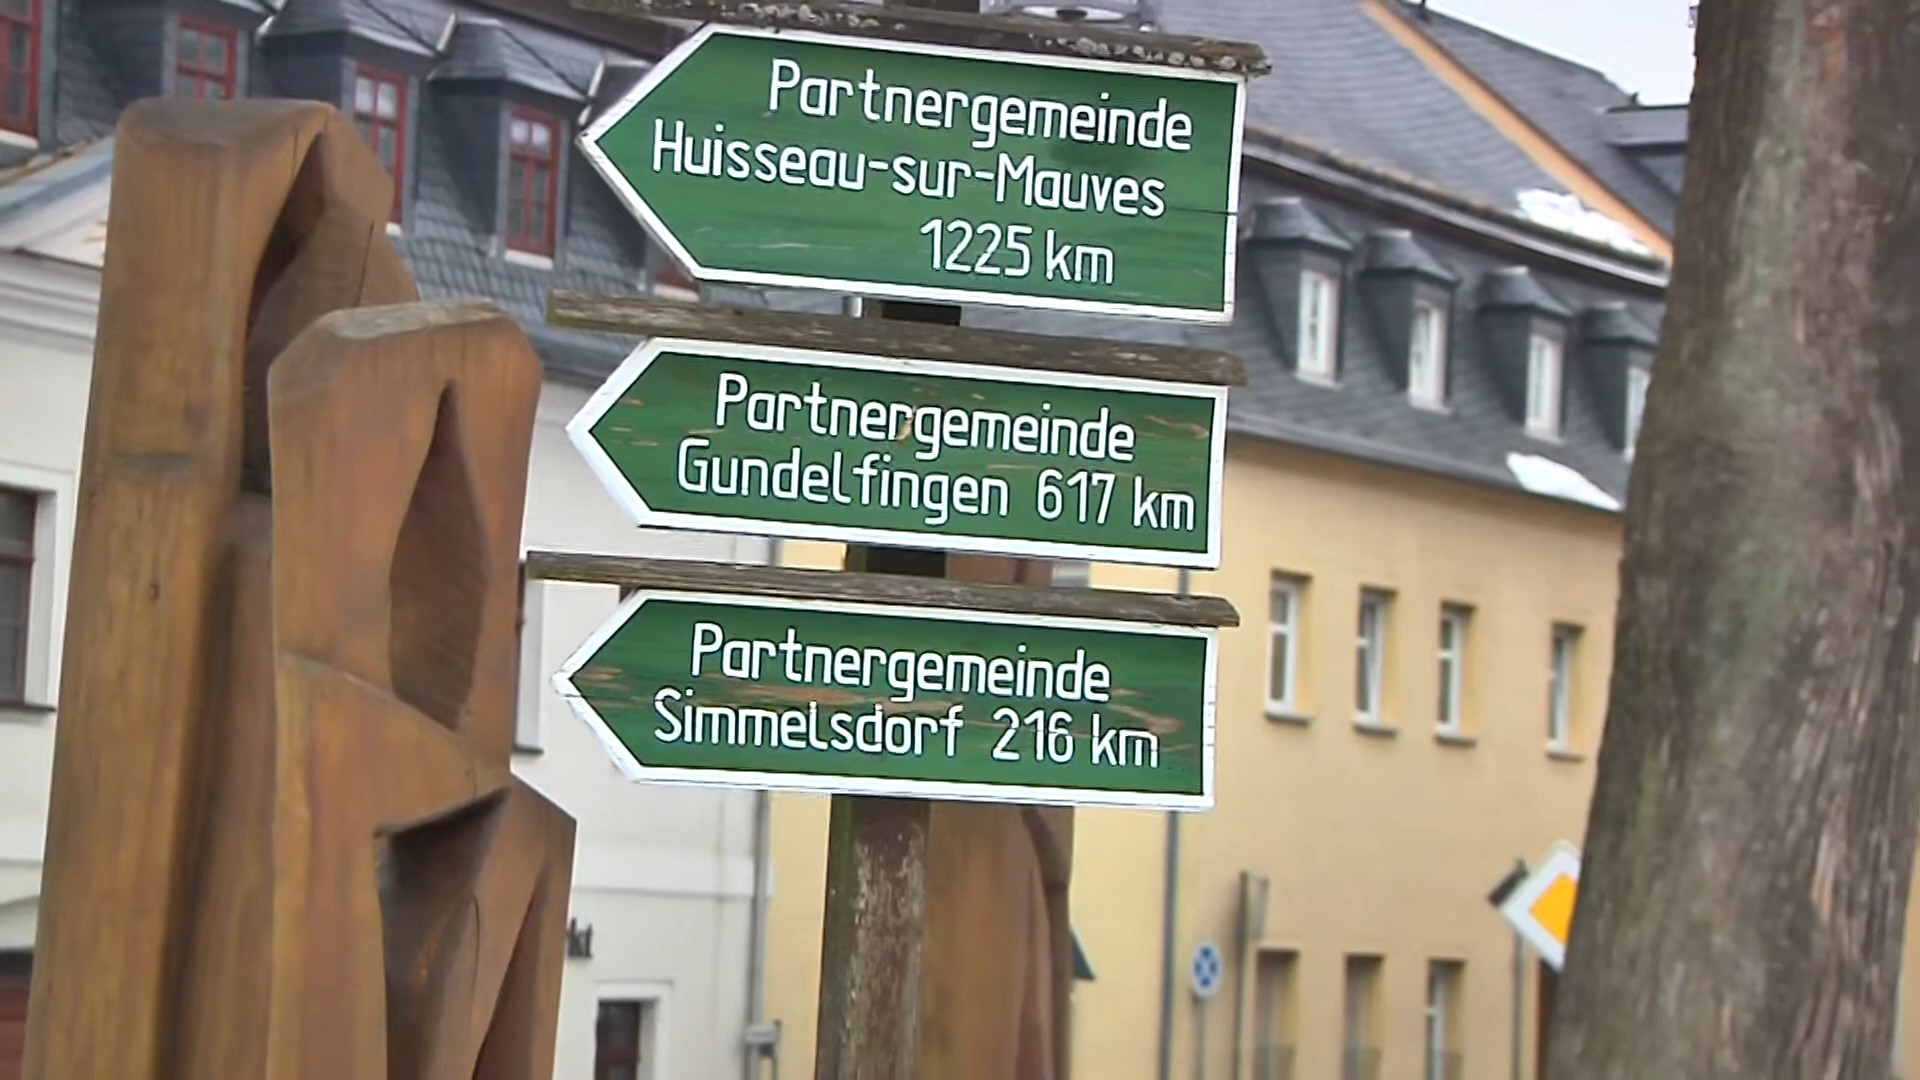 Partnergemeinde
Huisseau-sur-Mauves
1225 km
Partnergemeinde
Gundelfingen 617 km
Partnergemeinde
Simmelsdorf 216 km